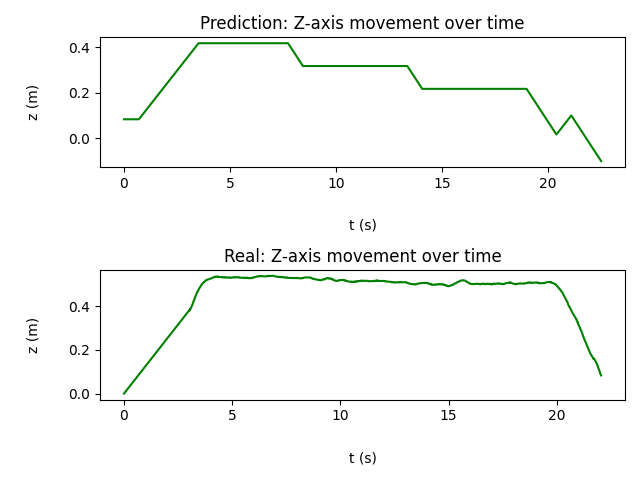 Prediction: Z-axis movement over time
0.4
0.2
0.0
z (m)
0 5 10 15 20
t (s)
Real: Z-axis movement over time
0.4
0.2
0.0
z (m)
0 5 10 15 20
t (s)